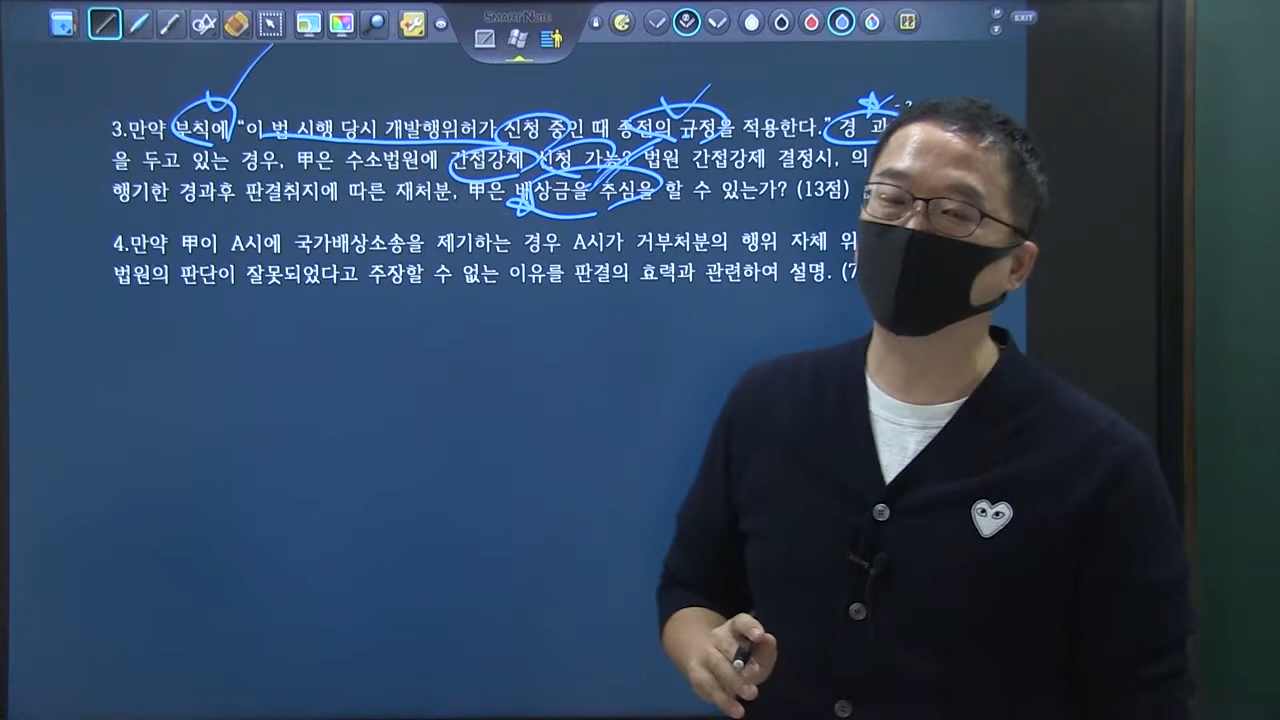 SMART NOTE
EXIT
3.만약 부칙에 “이 법 시행 당시 개발행위허가 신청 중인 때 종전의 규정을 적용한다.” 경 과
을 두고 있는 경우, 甲은 수소법원에 간접강제 신청 가능? 법원 간접강제 결정시, 의
행기한 경과후 판결취지에 따른 재처분, 甲은 배상금을 추심을 할 수 있는가? (13점)
4.만약 甲이 A시에 국가배상소송을 제기하는 경우 A시가 거부처분의 행위 자체 위
법원의 판단이 잘못되었다고 주장할 수 없는 이유를 판결의 효력과 관련하여 설명. (7